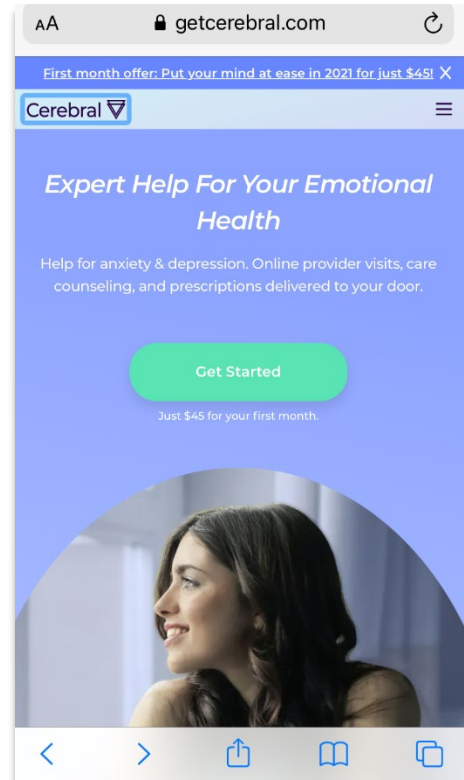 AA getcerebral.com
First month offer: Put your mind at ease in 2021 for just $45! X
Cerebral
Expert Help For Your Emotional
Health
Help for anxiety & depression. Online provider visits, care
counseling, and prescriptions delivered to your door.
Get Started
Just $45 for your first month.